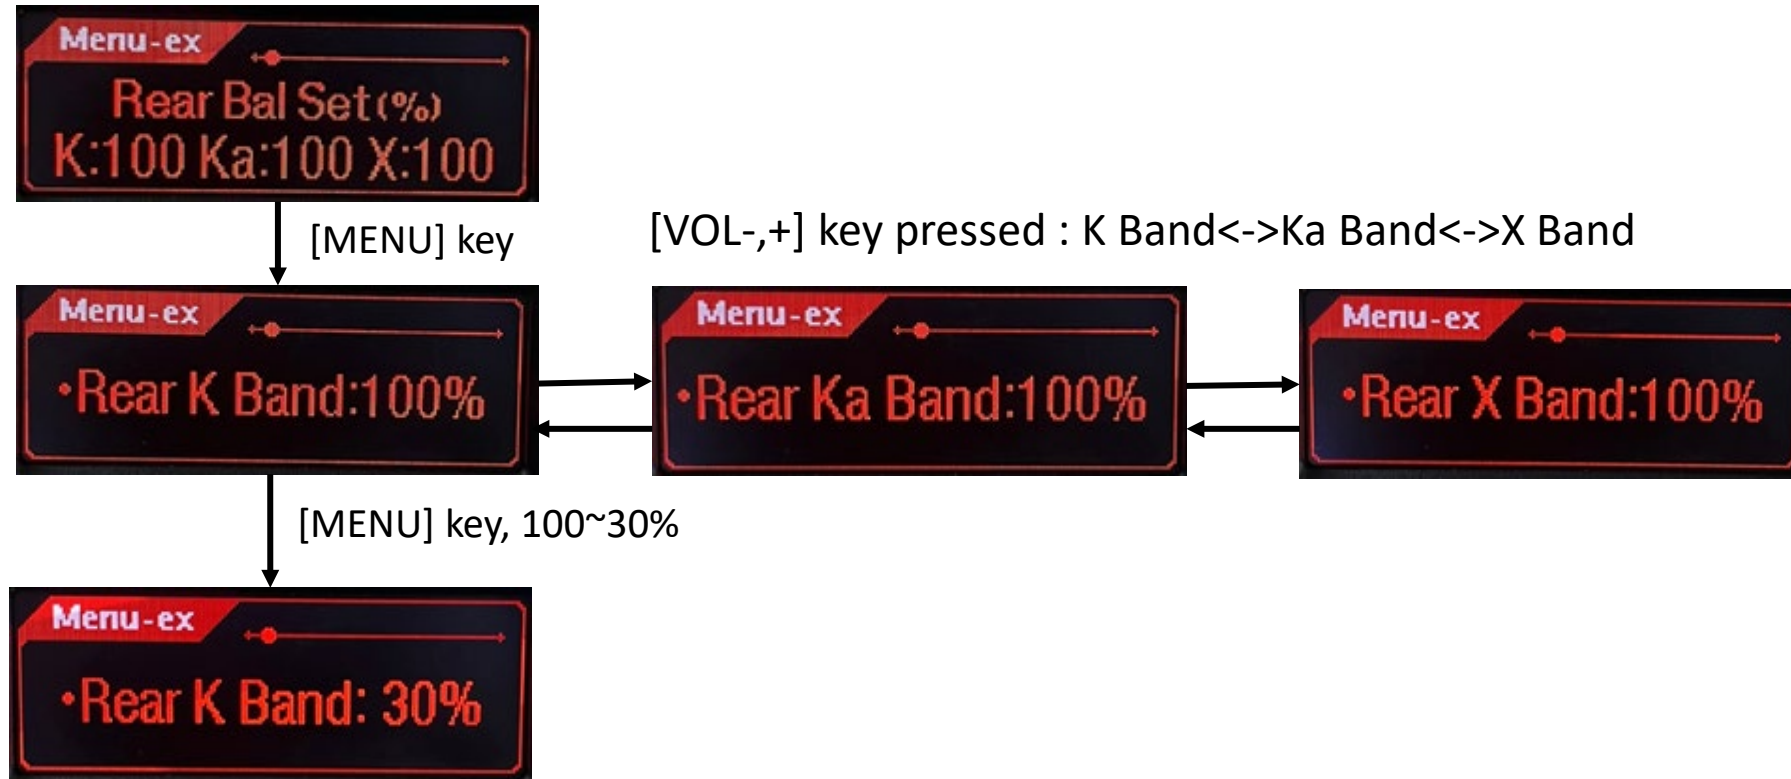 Menu-ex
Rear Bal Set(%)
K:100 Ka:100 X:100
[MENU] key
[VOL-,+] key pressed : K Band<->Ka Band<->X Band
Menu-ex
•Rear K Band:100%
Menu-ex
•Rear Ka Band:100%
Menu-ex
•Rear X Band:100%
[MENU] key, 100~30%
Menu-ex
•Rear K Band: 30%